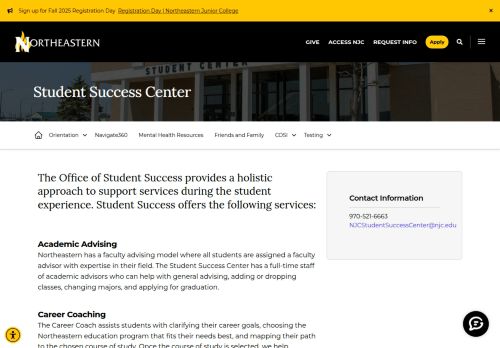 Sign up for Fall 2025 Registration Day Registration Day | Northeastern Junior College ×
NORTHEASTERN GIVE ACCESS NJC REQUEST INFO Apply
STUDENT CENTER
Student Success Center
Orientation Navigate360 Mental Health Resources Friends and Family COSI Testing
The Office of Student Success provides a holistic
approach to support services during the student
experience. Student Success offers the following services:
Contact Information
970-521-6663
NJCStudentSuccessCenter@njc.edu
Academic Advising
Northeastern has a faculty advising model where all students are assigned a faculty
advisor with expertise in their field. The Student Success Center has a full-time staff
of academic advisors who can help with general advising, adding or dropping
classes, changing majors, and applying for graduation.
Career Coaching
The Career Coach assists students with clarifying their career goals, choosing the
Northeastern education program that fits their needs best, and mapping their path
to the chosen course of study. Once the course of study is selected, we help